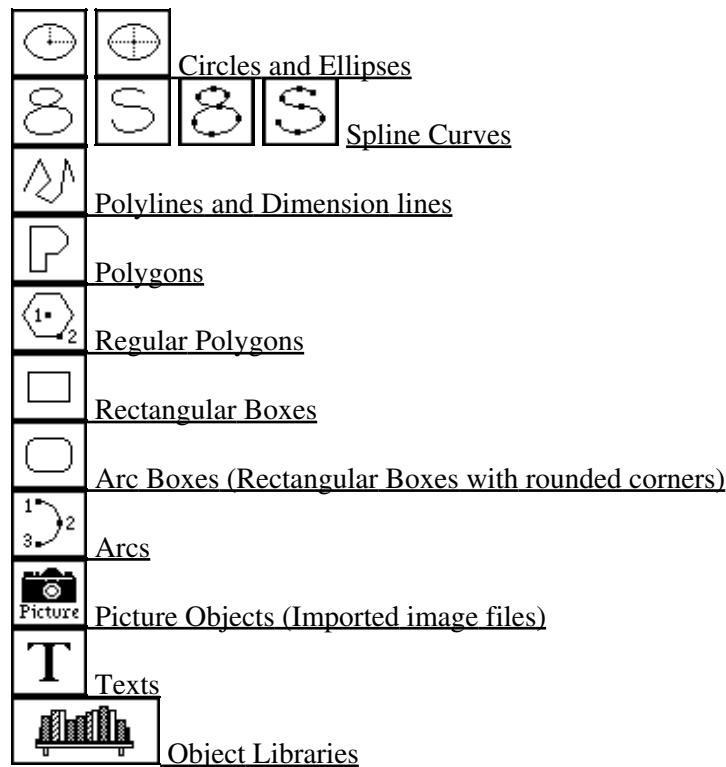 Circles and Ellipses
Spline Curves
Polylines and Dimension lines
Polygons
1 2
Regular Polygons
Rectangular Boxes
Arc Boxes (Rectangular Boxes with rounded corners)
1 2 3
Arcs
Picture
Picture Objects (Imported image files)
T
Texts
Object Libraries